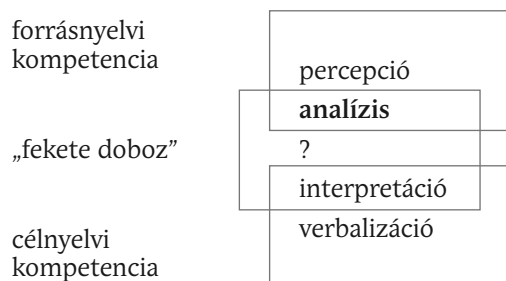 forrásnyelvi
kompetencia
percepció
analízis
„fekete doboz”
?
interpretáció
verbalizáció
célnyelvi
kompetencia